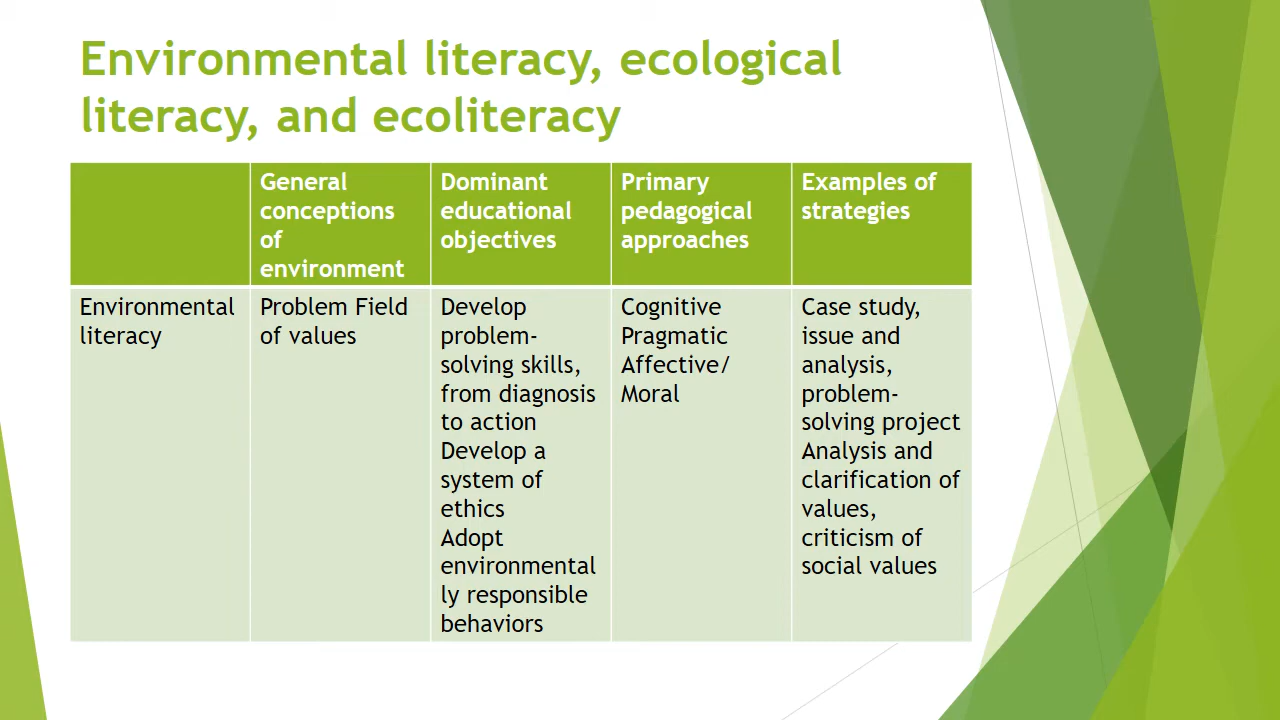 Environmental literacy, ecological
literacy, and ecoliteracy
General
conceptions
of
environment
Dominant
educational
objectives
Primary
pedagogical
approaches
Examples of
strategies
Environmental
literacy
Problem Field
of values
Develop
problem-
solving skills,
from diagnosis
to action
Develop a
system of
ethics
Adopt
environmental
ly responsible
behaviors
Cognitive
Pragmatic
Affective/
Moral
Case study,
issue and
analysis,
problem-
solving project
Analysis and
clarification of
values,
criticism of
social values